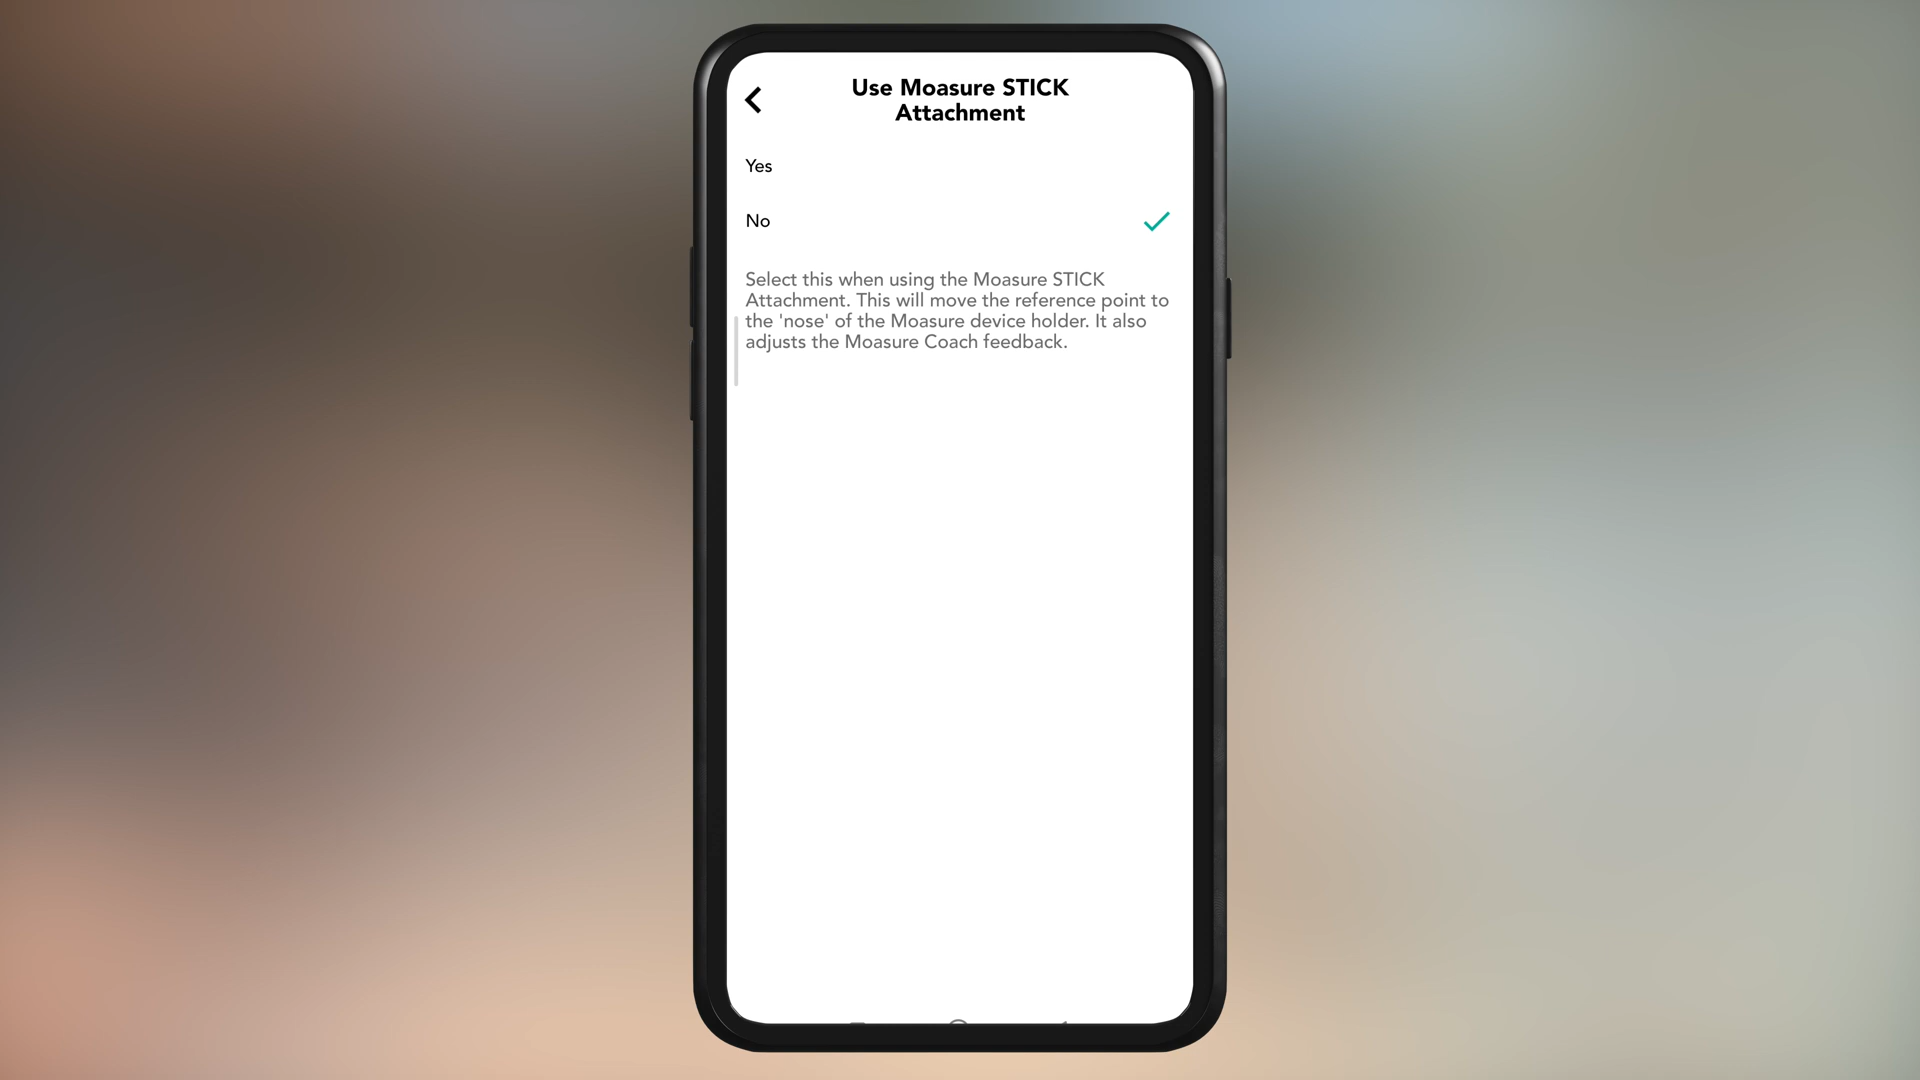 Use Moasure STICK
Attachment
Yes
No
Select this when using the Moasure STICK
Attachment. This will move the reference point to
the 'nose' of the Moasure device holder. It also
adjusts the Moasure Coach feedback.